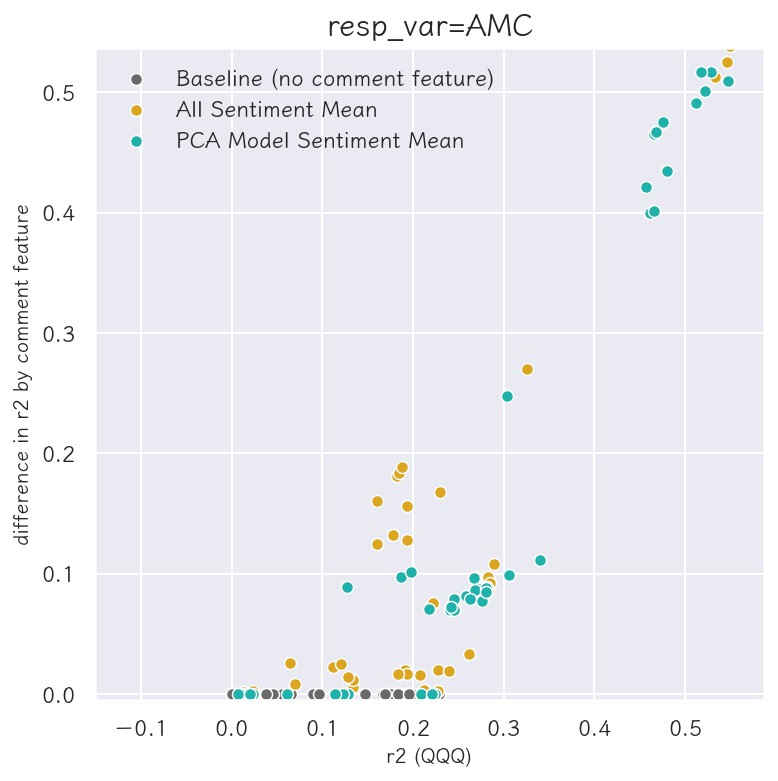 resp_var=AMC
Baseline (no comment feature)
All Sentiment Mean
PCA Model Sentiment Mean
difference in r2 by comment feature
0.5
0.4
0.3
0.2
0.1
0.0
−0.1 0.0 0.1 0.2 0.3 0.4 0.5
r2 (QQQ)